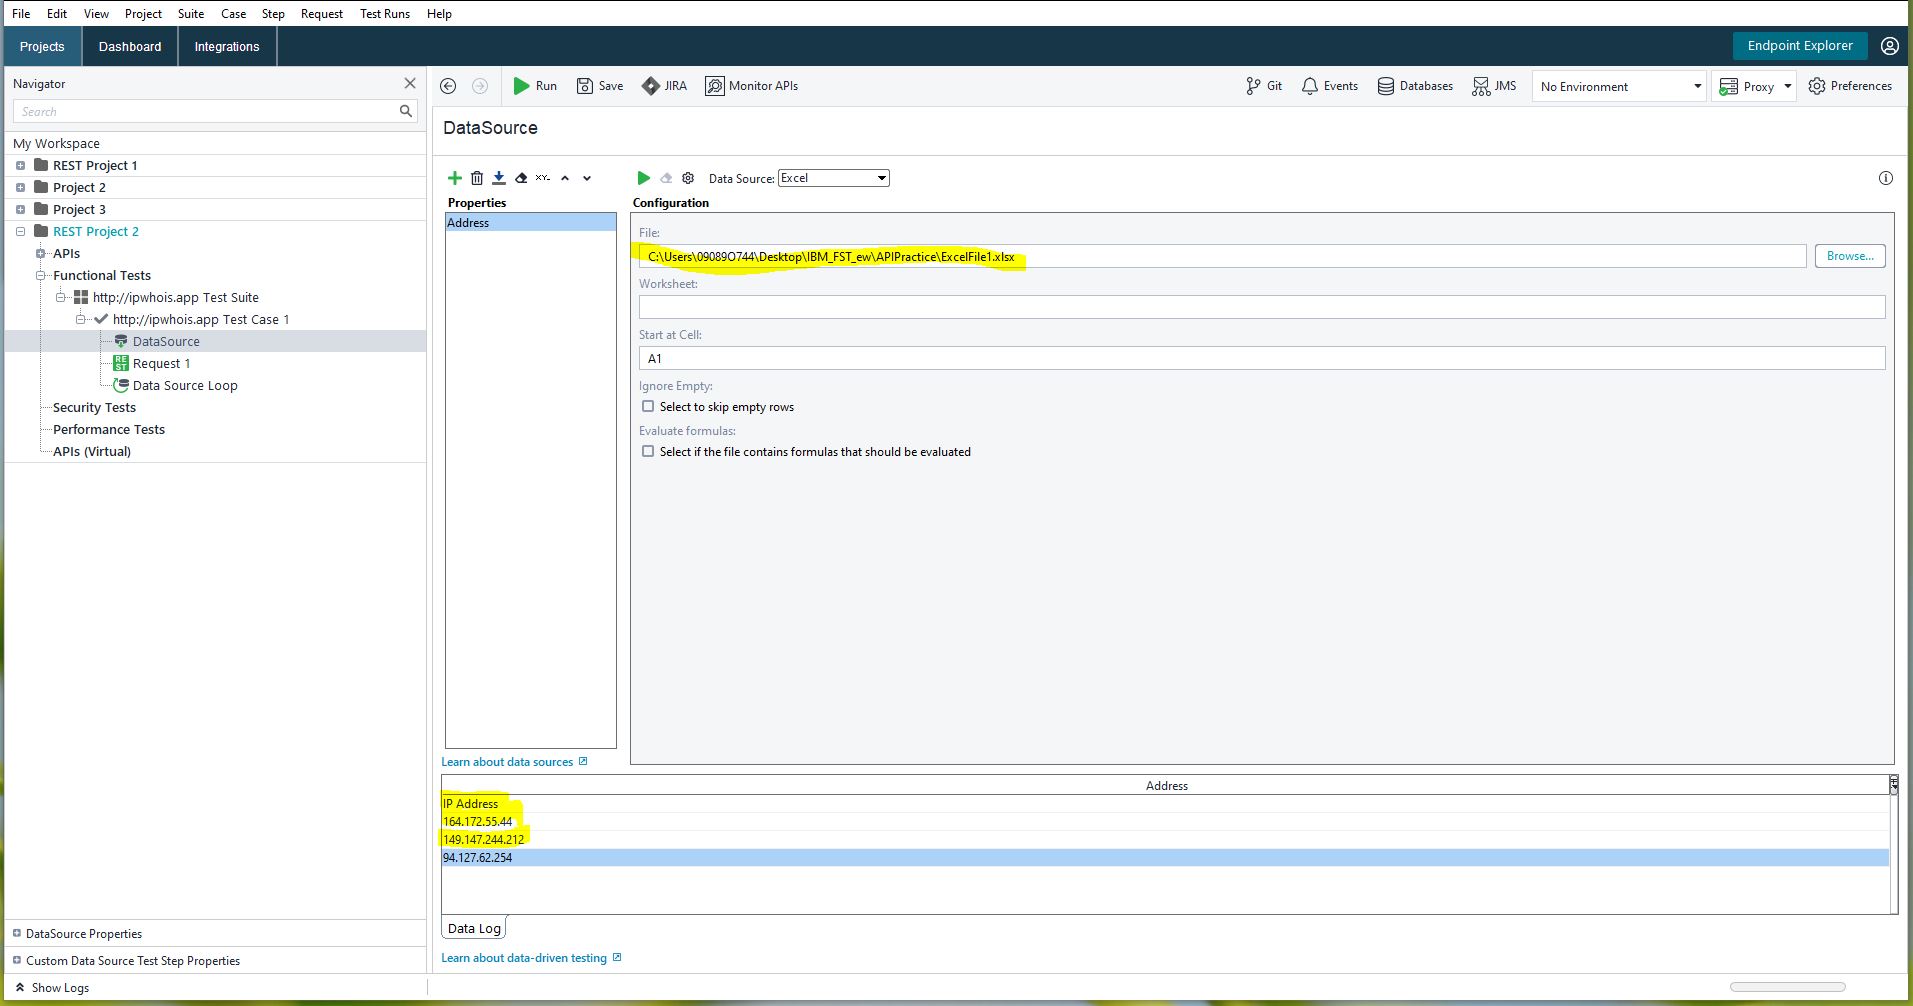 File Edit View Project Suite Case Step Request Test Runs Help
Projects Dashboard Integrations Endpoint Explorer
Navigator
Run Save JIRA Monitor APIs Git Events Databases JMS No Environment Proxy Preferences
Search
My Workspace
REST Project 1
Project 2
Project 3
REST Project 2
APIs
Functional Tests
http://ipwhois.app Test Suite
http://ipwhois.app Test Case 1
DataSource
REST Request 1
Data Source Loop
Security Tests
Performance Tests
APIs (Virtual)
DataSource Properties
Custom Data Source Test Step Properties
Show Logs
DataSource
XY- Data Source: Excel
Properties
Address
Learn about data sources
Configuration
File:
C:\Users\09089O744\Desktop\IBM_FST_ew\APIPractice\ExcelFile1.xlsx Browse...
Worksheet:
Start at Cell:
A1
Ignore Empty:
Select to skip empty rows
Evaluate formulas:
Select if the file contains formulas that should be evaluated
Address
IP Address
164.172.55.44
149.147.244.212
94.127.62.254
Data Log
Learn about data-driven testing